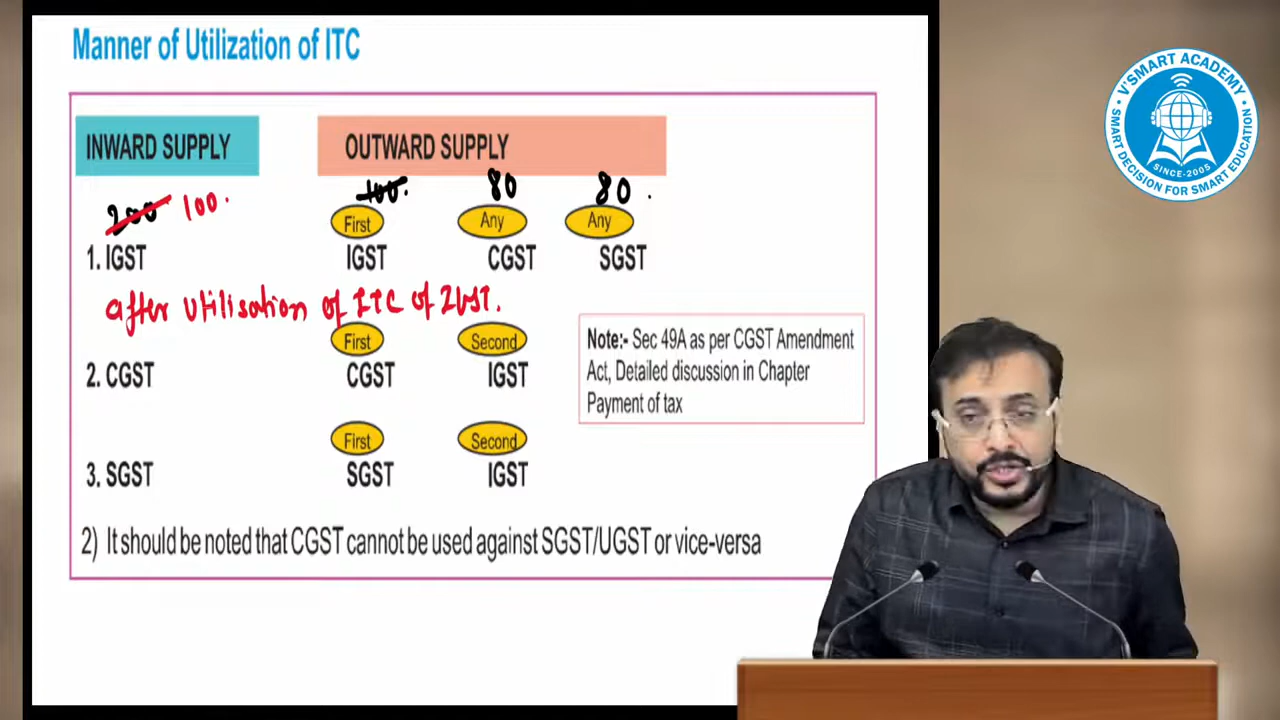 Manner of Utilization of ITC
INWARD SUPPLY
OUTWARD SUPPLY
200 100.
100.
80
80.
First
Any
Any
1. IGST
IGST
CGST
SGST
after utilisation of ITC of IGST.
First
Second
2. CGST
CGST
IGST
Note:- Sec 49A as per CGST Amendment
Act, Detailed discussion in Chapter
Payment of tax
First
Second
3. SGST
SGST
IGST
2) It should be noted that CGST cannot be used against SGST/UGST or vice-versa
V'SMART ACADEMY
SINCE-2005
SMART DECISION FOR SMART EDUCATION